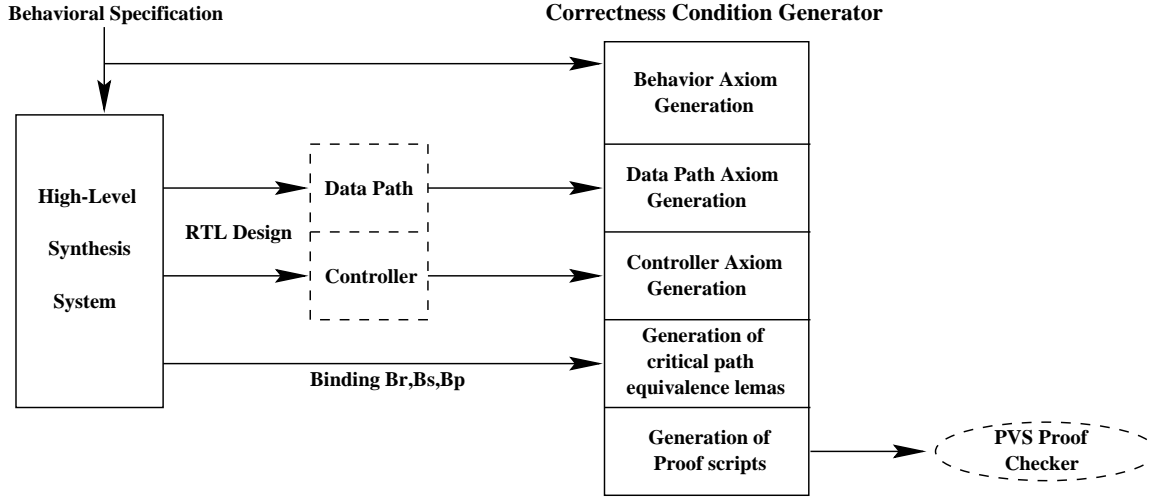 Behavioral Specification
Correctness Condition Generator
Behavior Axiom
Generation
High-Level
Synthesis
System
RTL Design
Data Path
Controller
Data Path Axiom
Generation
Controller Axiom
Generation
Binding Br,Bs,Bp
Generation of
critical path
equivalence lemas
Generation of
Proof scripts
PVS Proof
Checker